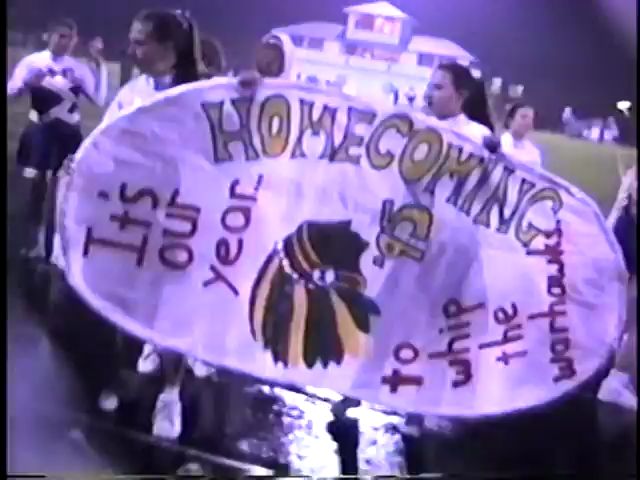 HOMECOMING
'95
It's
our
year...
to
whip
the
warhawks...